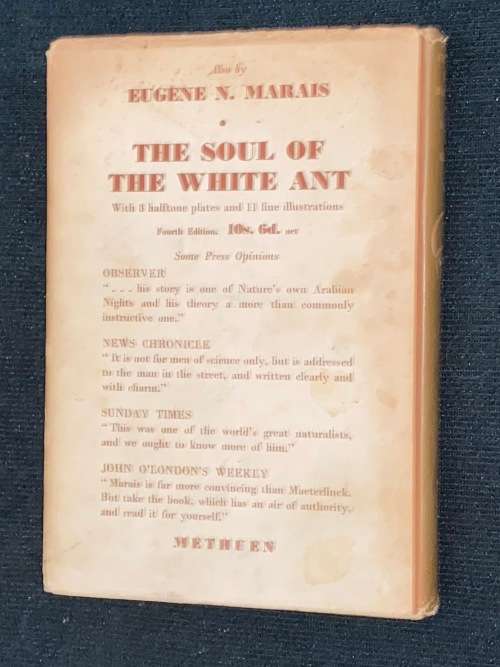 Also by
EUGÈNE N. MARAIS
THE SOUL OF
THE WHITE ANT
With 8 halftone plates and 11 line illustrations
Fourth Edition. 10s. 6d. net
Some Press Opinions
OBSERVER
“. . . his story is one of Nature's own Arabian
Nights and his theory a more than commonly
instructive one.”
NEWS CHRONICLE
“It is not for men of science only, but is addressed
to the man in the street, and written clearly and
with charm.”
SUNDAY TIMES
“This was one of the world's great naturalists,
and we ought to know more of him.”
JOHN O'LONDON'S WEEKLY
“Marais is far more convincing than Maeterlinck.
But take the book, which has an air of authority,
and read it for yourself.”
METHUEN